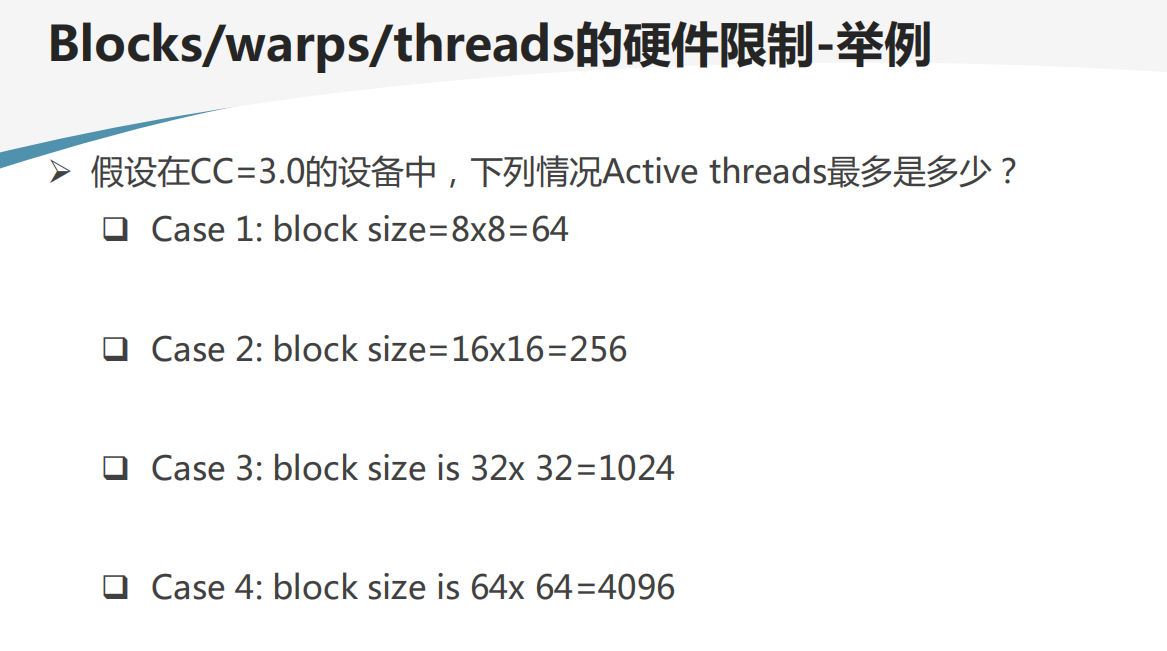 Blocks/warps/threads的硬件限制-举例
假设在CC=3.0的设备中，下列情况Active threads最多是多少？
Case 1: block size=8x8=64
Case 2: block size=16x16=256
Case 3: block size is 32x 32=1024
Case 4: block size is 64x 64=4096